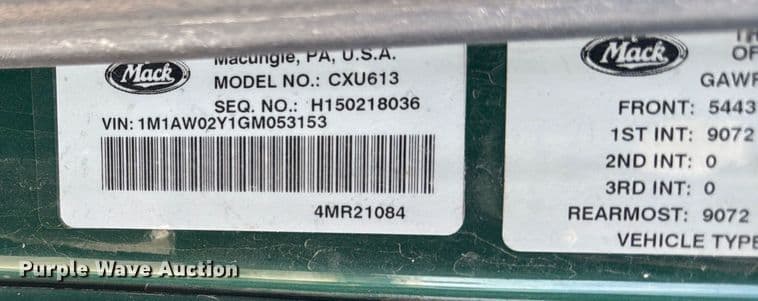 Mack
Macungie, PA, U.S.A.
MODEL NO.: CXU613
SEQ. NO.: H150218036
VIN: 1M1AW02Y1GM053153
4MR21084
Mack
OF
GAWR
FRONT: 5443
1ST INT: 9072
2ND INT: 0
3RD INT: 0
REARMOST: 9072
VEHICLE TYPE
Purple Wave Auction